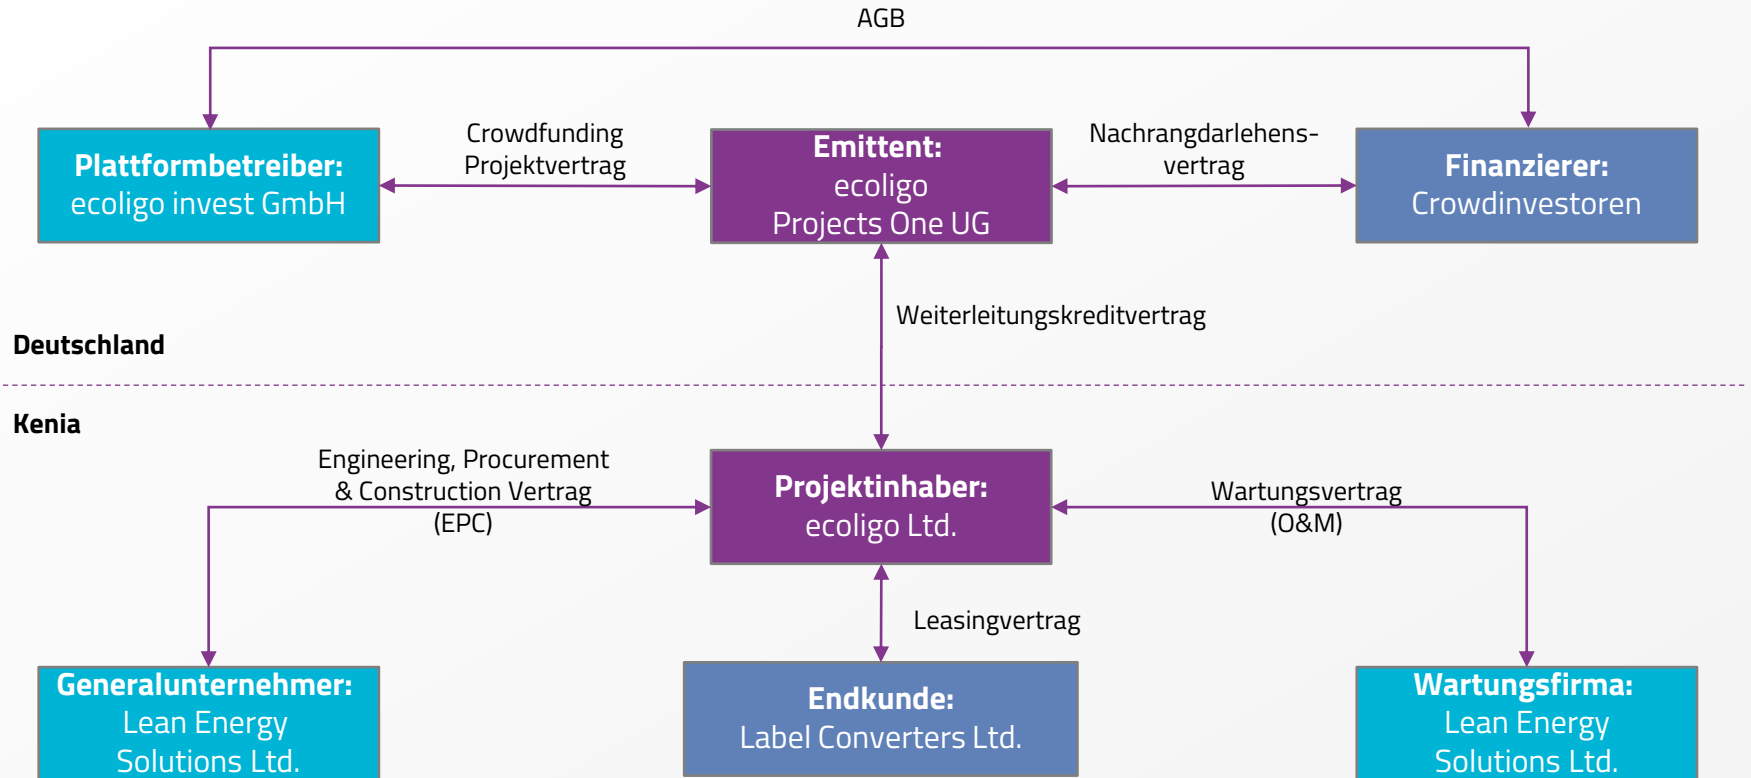 AGB
Plattformbetreiber:
ecoligo invest GmbH
Crowdfunding
Projektvertrag
Emittent:
ecoligo
Projects One UG
Nachrangdarlehens-
vertrag
Finanzierer:
Crowdinvestoren
Weiterleitungskreditvertrag
Deutschland
Kenia
Engineering, Procurement
& Construction Vertrag
(EPC)
Projektinhaber:
ecoligo Ltd.
Wartungsvertrag
(O&M)
Leasingvertrag
Generalunternehmer:
Lean Energy
Solutions Ltd.
Endkunde:
Label Converters Ltd.
Wartungsfirma:
Lean Energy
Solutions Ltd.